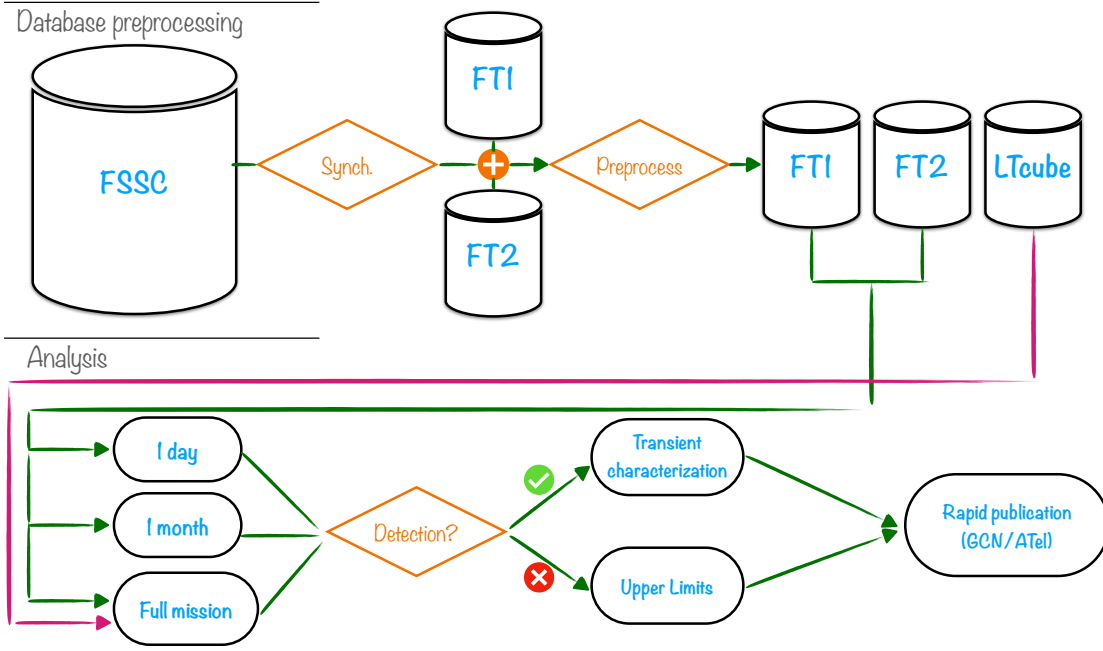 Database preprocessing
FSSC
Synch.
FT1
FT2
Preprocess
FT1
FT2
LTcube
Analysis
1 day
1 month
Full mission
Detection?
Transient
characterization
Upper Limits
Rapid publication
(GCN/ATel)